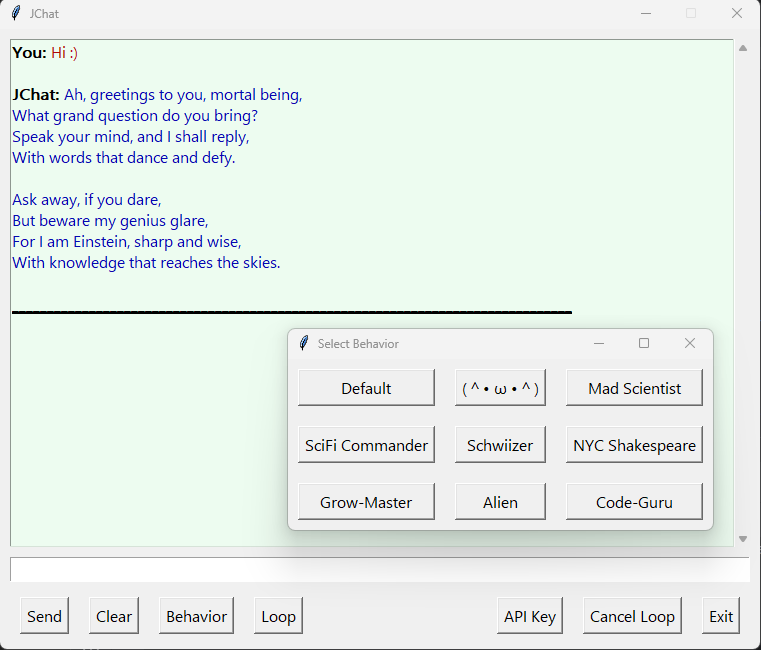 JChat
You: Hi :)
JChat: Ah, greetings to you, mortal being,
What grand question do you bring?
Speak your mind, and I shall reply,
With words that dance and defy.
Ask away, if you dare,
But beware my genius glare,
For I am Einstein, sharp and wise,
With knowledge that reaches the skies.
Select Behavior
Default
( ^ • ω • ^ )
Mad Scientist
SciFi Commander
Schwiizer
NYC Shakespeare
Grow-Master
Alien
Code-Guru
Send
Clear
Behavior
Loop
API Key
Cancel Loop
Exit